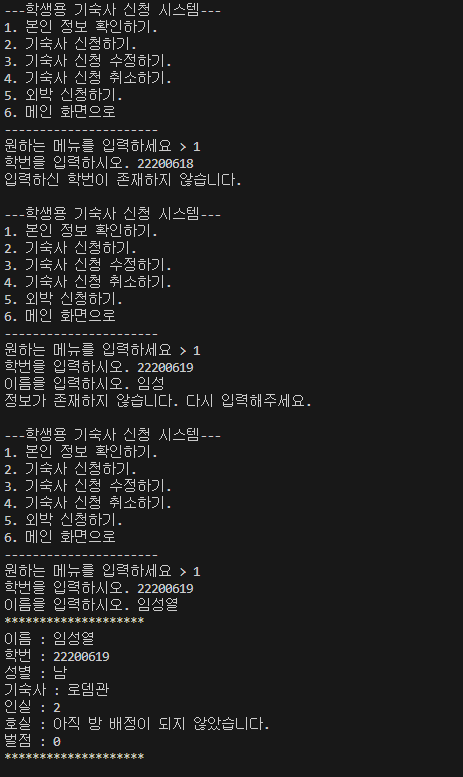 ---학생용 기숙사 신청 시스템---
1. 본인 정보 확인하기.
2. 기숙사 신청하기.
3. 기숙사 신청 수정하기.
4. 기숙사 신청 취소하기.
5. 외박 신청하기.
6. 메인 화면으로
----------------------
원하는 메뉴를 입력하세요 > 1
학번을 입력하시오. 22200618
입력하신 학번이 존재하지 않습니다.
---학생용 기숙사 신청 시스템---
1. 본인 정보 확인하기.
2. 기숙사 신청하기.
3. 기숙사 신청 수정하기.
4. 기숙사 신청 취소하기.
5. 외박 신청하기.
6. 메인 화면으로
----------------------
원하는 메뉴를 입력하세요 > 1
학번을 입력하시오. 22200619
이름을 입력하시오. 임성
정보가 존재하지 않습니다. 다시 입력해주세요.
---학생용 기숙사 신청 시스템---
1. 본인 정보 확인하기.
2. 기숙사 신청하기.
3. 기숙사 신청 수정하기.
4. 기숙사 신청 취소하기.
5. 외박 신청하기.
6. 메인 화면으로
----------------------
원하는 메뉴를 입력하세요 > 1
학번을 입력하시오. 22200619
이름을 입력하시오. 임성열
********************
이름 : 임성열
학번 : 22200619
성별 : 남
기숙사 : 로뎀관
인실 : 2
호실 : 아직 방 배정이 되지 않았습니다.
벌점 : 0
********************